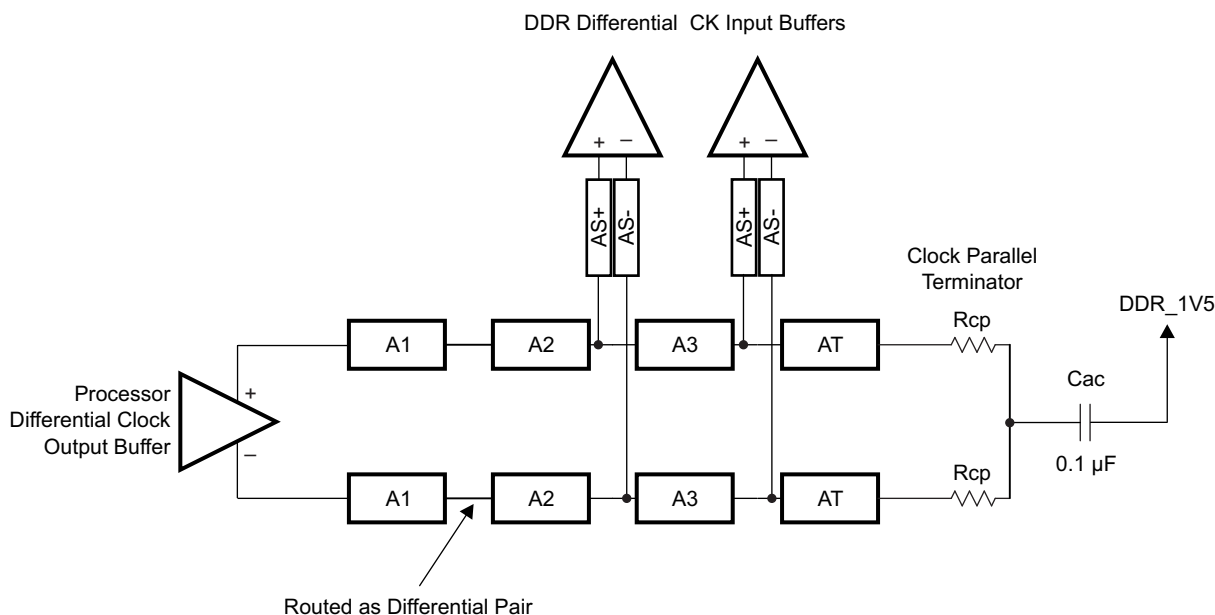 DDR Differential CK Input Buffers
+ −
+ −
AS+
AS-
AS+
AS-
Clock Parallel
Terminator
DDR_1V5
Rcp
A1
A2
A3
AT
Processor
Differential Clock
Output Buffer
+
−
Cac
0.1 µF
Rcp
A1
A2
A3
AT
Routed as Differential Pair